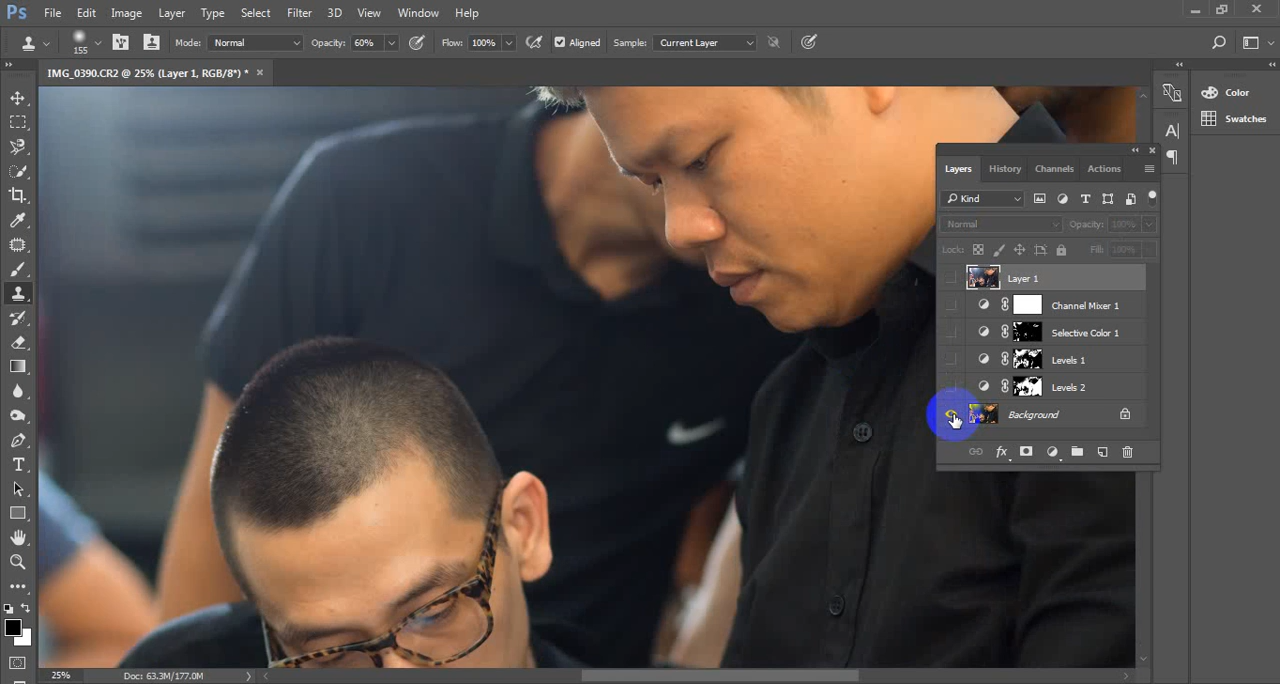 Ps File Edit Image Layer Type Select Filter 3D View Window Help
155 Mode: Normal Opacity: 60% Flow: 100% Aligned Sample: Current Layer
IMG_0390.CR2 @ 25% (Layer 1, RGB/8*) * ×
Color
Swatches
Layers History Channels Actions
Kind
Normal Opacity: 100%
Lock: Fill: 100%
Layer 1
Channel Mixer 1
Selective Color 1
Levels 1
Levels 2
Background
fx
25% Doc: 63.3M/177.0M